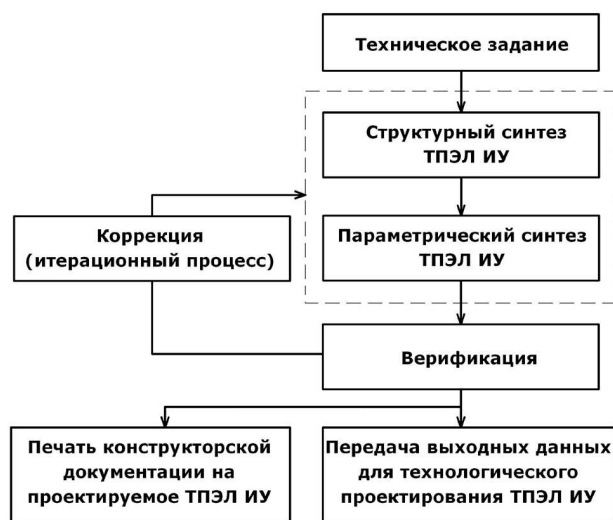 Техническое задание
Структурный синтез
ТПЭЛ ИУ
Коррекция
(итерационный процесс)
Параметрический синтез
ТПЭЛ ИУ
Верификация
Печать конструкторской
документации на
проектируемое ТПЭЛ ИУ
Передача выходных данных
для технологического
проектирования ТПЭЛ ИУ